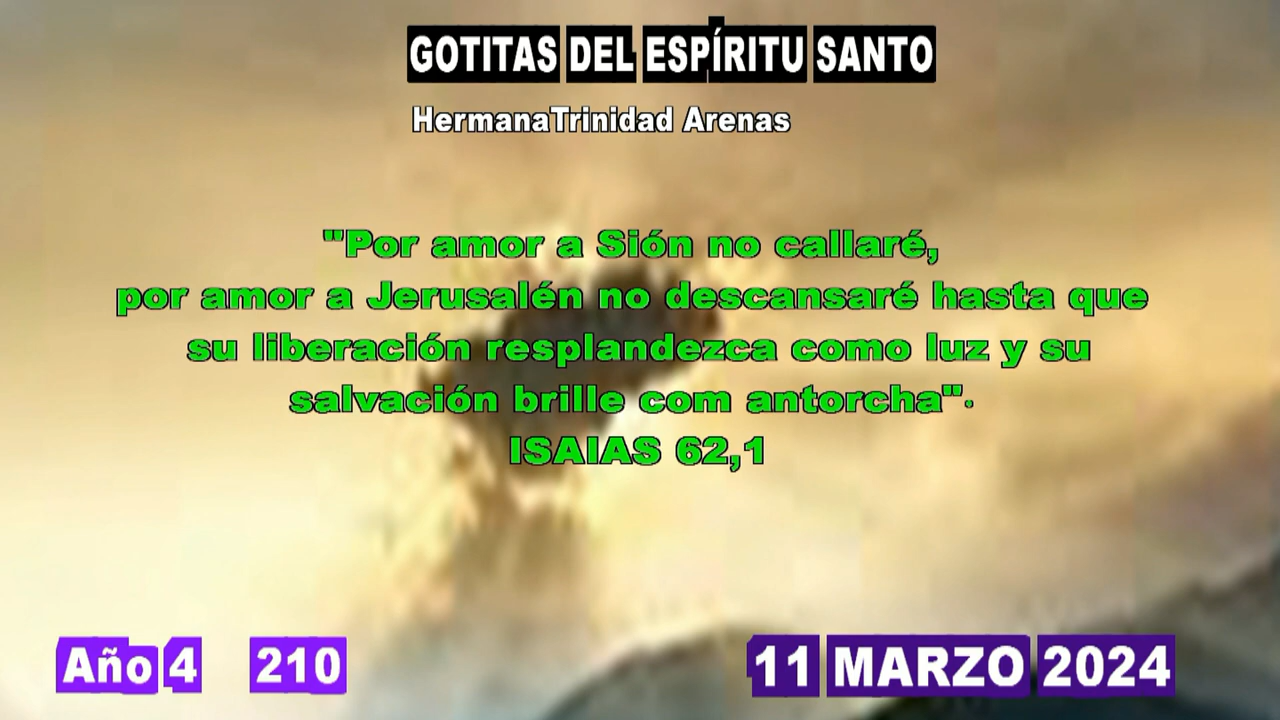 GOTITAS DEL ESPÍRITU SANTO
HermanaTrinidad Arenas
"Por amor a Sión no callaré,
por amor a Jerusalén no descansaré hasta que
su liberación resplandezca como luz y su
salvación brille com antorcha".
ISAIAS 62,1
Año 4 210 11 MARZO 2024